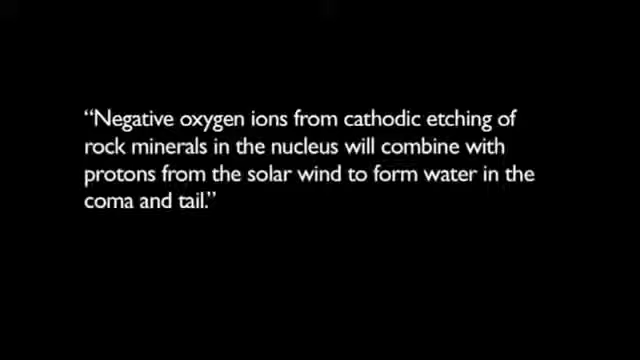 “Negative oxygen ions from cathodic etching of
rock minerals in the nucleus will combine with
protons from the solar wind to form water in the
coma and tail.”